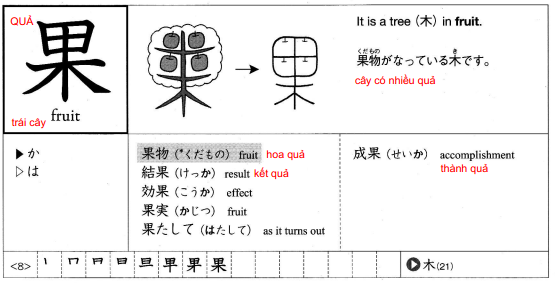 QUẢ
果
trái cây fruit
It is a tree (木) in fruit.
くだもの き
果物がなっている木です。
cây có nhiều quả
▶か
▷は
果物 (*くだもの) fruit hoa quả
結果 (けっか) result kết quả
効果 (こうか) effect
果実 (かじつ) fruit
果たして (はたして) as it turns out
成果 (せいか) accomplishment
thành quả
<8> 丨 冂 日 日 旦 早 果 果
▶木(21)